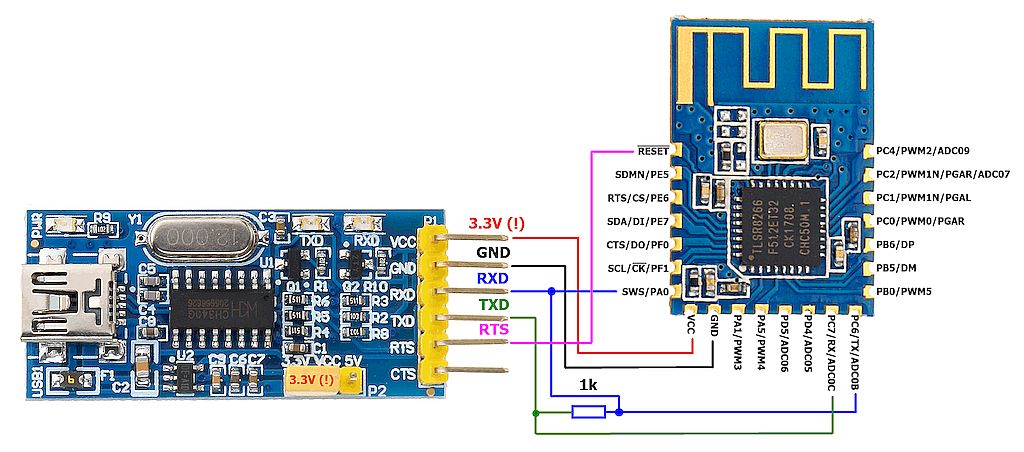 RESET
SDMN/PE5
RTS/CS/PE6
SDA/DI/PE7
CTS/DO/PF0
SCL/CK/PF1
SWS/PA0
PC4/PWM2/ADC09
PC2/PWM1N/PGAR/ADC07
PC1/PWM1N/PGAL
PC0/PWM0/PGAR
PB6/DP
PB5/DM
PB0/PWM5
TLSR8266
F512ET32
CX1708.
CHC50M.1
VCC
GND
PA1/PWM3
PA5/PWM4
PD5/ADC06
PD4/ADC05
PC7/RX/ADC0C
PC6/TX/ADC0B
3.3V (!)
GND
RXD
TXD
RTS
1k
PWR
R9
Y1
12.000
C3
TXD
RXD
P1
VCC
GND
RXD
TXD
RTS
CTS
U1
C5
C4
C8
Q1
R1
Q2
R10
R6
R3
R5
R2
R4
R8
C1
CH340G
USB1
F1
C2
U2
C9
C6
C7
3.3V VCC 5V
3.3V (!)
P2